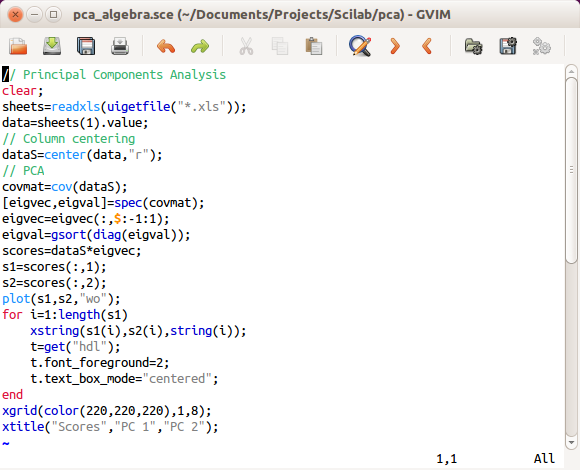 pca_algebra.sce (~/Documents/Projects/Scilab/pca) - GVIM
// Principal Components Analysis
clear;
sheets=readxls(uigetfile("*.xls"));
data=sheets(1).value;
// Column centering
dataS=center(data,"r");
// PCA
covmat=cov(dataS);
[eigvec,eigval]=spec(covmat);
eigvec=eigvec(:,$:-1:1);
eigval=gsort(diag(eigval));
scores=dataS*eigvec;
s1=scores(:,1);
s2=scores(:,2);
plot(s1,s2,"wo");
for i=1:length(s1)
    xstring(s1(i),s2(i),string(i));
    t=get("hdl");
    t.font_foreground=2;
    t.text_box_mode="centered";
end
xgrid(color(220,220,220),1,8);
xtitle("Scores","PC 1","PC 2");
~
1,1 All